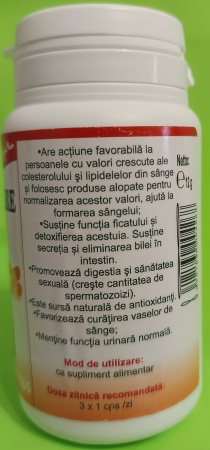 •Are acțiune favorabilă la
persoanele cu valori crescute ale
colesterolului şi lipidelelor din sânge
și folosesc produse alopate pentru
normalizarea acestor valori, ajută la
formarea sângelui;
•Susține funcția ficatului și
detoxifierea acestuia. Susține
secreția și eliminarea bilei în
intestin.
•Promovează digestia și sănătatea
sexuală (crește cantitatea de
spermatozoizi).
•Este sursă naturală de antioxidanți.
•Favorizează curățirea vaselor de
sânge;
•Menține funcția urinară normală.
Mod de utilizare:
ca supliment alimentar
Doza zilnică recomandată:
3 x 1 cps /zi
Netto: